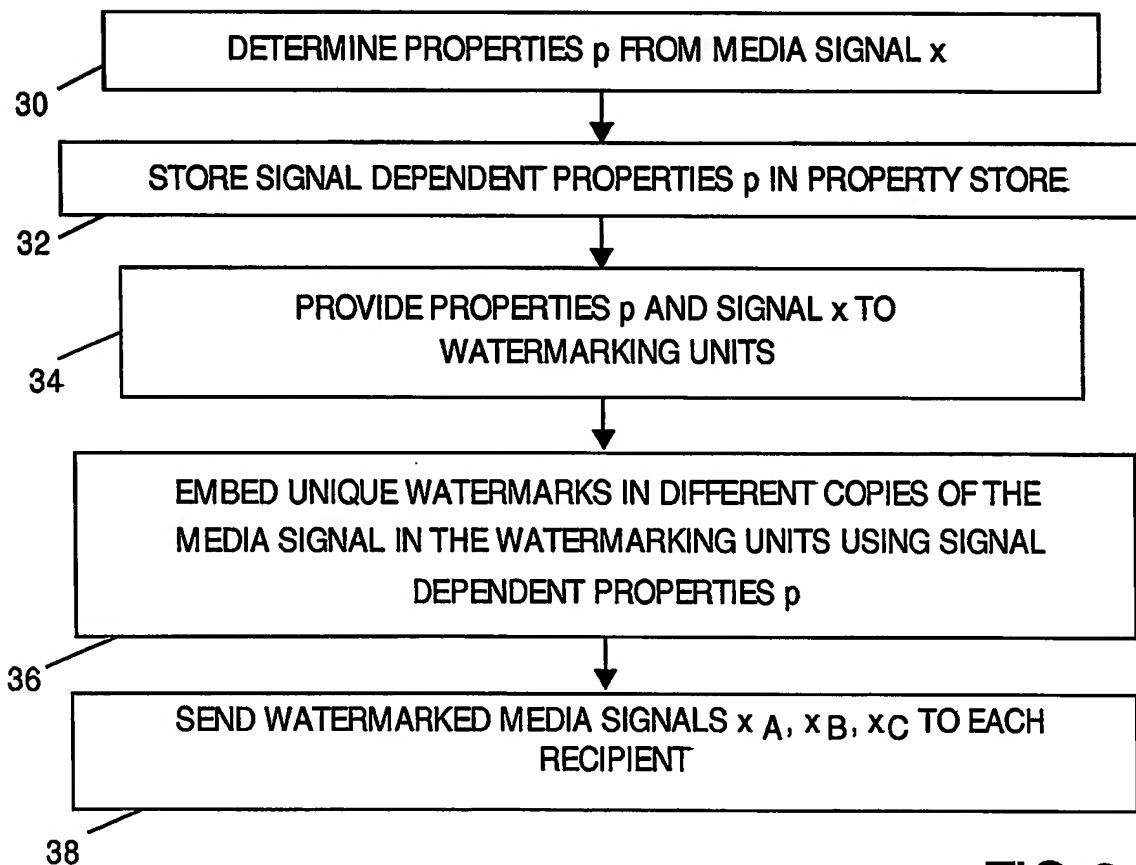 DETERMINE PROPERTIES p FROM MEDIA SIGNAL x
30
STORE SIGNAL DEPENDENT PROPERTIES p IN PROPERTY STORE
32
PROVIDE PROPERTIES p AND SIGNAL x TO
WATERMARKING UNITS
34
EMBED UNIQUE WATERMARKS IN DIFFERENT COPIES OF THE
MEDIA SIGNAL IN THE WATERMARKING UNITS USING SIGNAL
DEPENDENT PROPERTIES p
36
SEND WATERMARKED MEDIA SIGNALS x A, x B, x C TO EACH
RECIPIENT
38